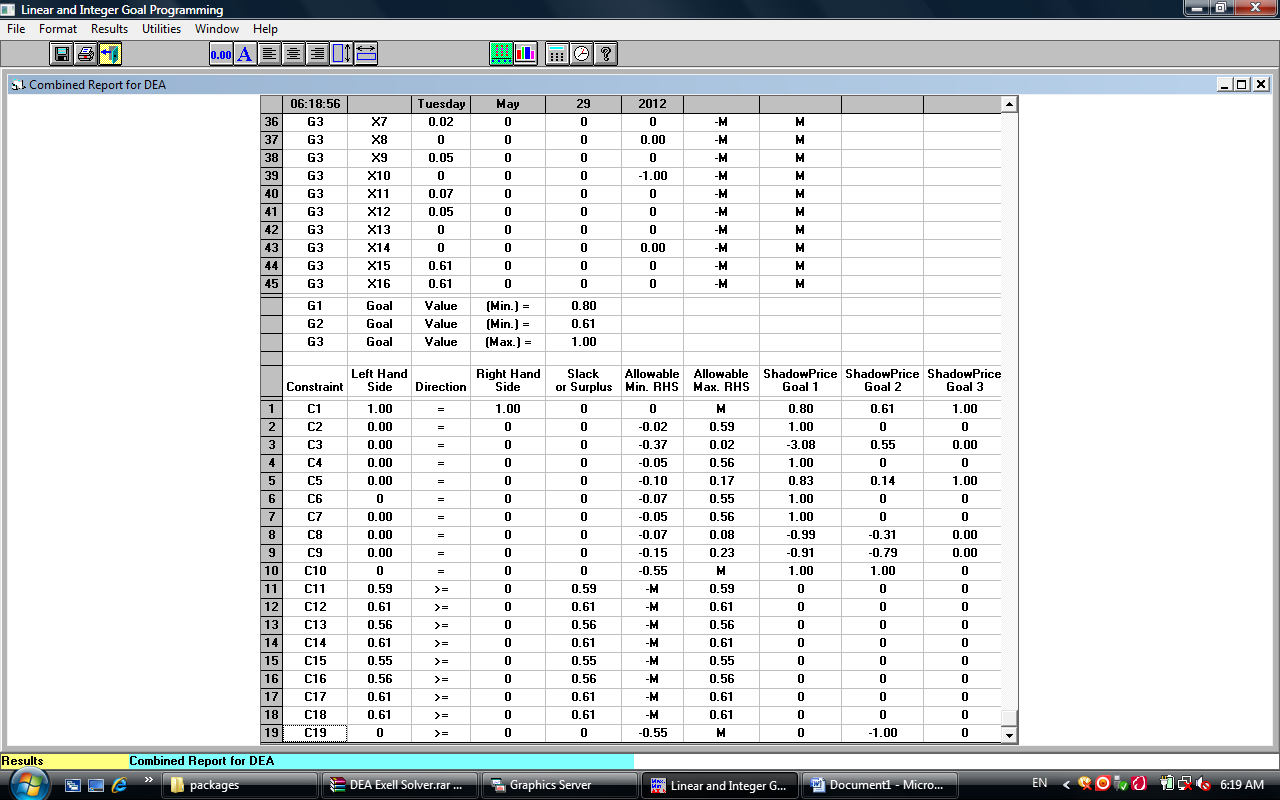 Linear and Integer Goal Programming
File Format Results Utilities Window Help
0.00 A ?
Combined Report for DEA
06:18:56 Tuesday May 29 2012
36 G3 X7 0.02 0 0 0 -M M
37 G3 X8 0 0 0 0.00 -M M
38 G3 X9 0.05 0 0 0 -M M
39 G3 X10 0 0 0 -1.00 -M M
40 G3 X11 0.07 0 0 0 -M M
41 G3 X12 0.05 0 0 0 -M M
42 G3 X13 0 0 0 0 -M M
43 G3 X14 0 0 0 0.00 -M M
44 G3 X15 0.61 0 0 0 -M M
45 G3 X16 0.61 0 0 0 -M M
G1 Goal Value (Min.) = 0.80
G2 Goal Value (Min.) = 0.61
G3 Goal Value (Max.) = 1.00
Left Hand Right Hand Slack Allowable Allowable ShadowPrice ShadowPrice ShadowPrice
Constraint Side Direction Side or Surplus Min. RHS Max. RHS Goal 1 Goal 2 Goal 3
1 C1 1.00 = 1.00 0 0 M 0.80 0.61 1.00
2 C2 0.00 = 0 0 -0.02 0.59 1.00 0 0
3 C3 0.00 = 0 0 -0.37 0.02 -3.08 0.55 0.00
4 C4 0.00 = 0 0 -0.05 0.56 1.00 0 0
5 C5 0.00 = 0 0 -0.10 0.17 0.83 0.14 1.00
6 C6 0 = 0 0 -0.07 0.55 1.00 0 0
7 C7 0.00 = 0 0 -0.05 0.56 1.00 0 0
8 C8 0.00 = 0 0 -0.07 0.08 -0.99 -0.31 0.00
9 C9 0.00 = 0 0 -0.15 0.23 -0.91 -0.79 0.00
10 C10 0 = 0 0 -0.55 M 1.00 1.00 0
11 C11 0.59 >= 0 0.59 -M 0.59 0 0 0
12 C12 0.61 >= 0 0.61 -M 0.61 0 0 0
13 C13 0.56 >= 0 0.56 -M 0.56 0 0 0
14 C14 0.61 >= 0 0.61 -M 0.61 0 0 0
15 C15 0.55 >= 0 0.55 -M 0.55 0 0 0
16 C16 0.56 >= 0 0.56 -M 0.56 0 0 0
17 C17 0.61 >= 0 0.61 -M 0.61 0 0 0
18 C18 0.61 >= 0 0.61 -M 0.61 0 0 0
19 C19 0 >= 0 0 -0.55 M 0 -1.00 0
Results Combined Report for DEA
» packages DEA Exell Solver.rar ... Graphics Server Linear and Integer G... Document1 - Micro... EN < 6:19 AM